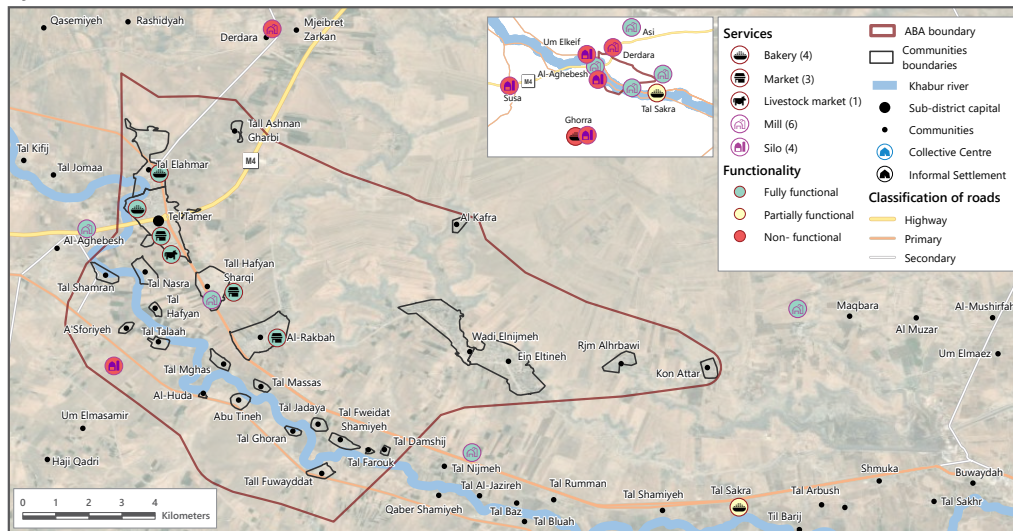 Qasemiyeh
Rashidyah
Derdara
Mjeibret
Zarkan
Tall Ashnan
Gharbi
M4
Tal Kifij
Tal Jomaa
Tal Elahmar
Tel Tamer
Al-Aghebesh
Al Kafra
Tall Hafyan
Sharqi
Tal Nasra
Tal Shamran
Tal
Hafyan
A'Sforiyeh
Tal Talaah
Al-Rakbah
Wadi Elnijmeh
Ein Eltineh
Rjm Alhrbawi
Kon Attar
Maqbara
Al Muzar
Al-Mushirfah
Um Elmaez
Tal Mghas
Tal Massas
Al-Huda
Abu Tineh
Tal Jadaya
Tal Fweidat
Shamiyeh
Tal Ghoran
Tal Damshij
Tal Farouk
Um Elmasamir
Haji Qadri
Tall Fuwayddat
Tal Nijmeh
Qaber Shamiyeh
Tal Al-Jazireh
Tal Baz
Tal Bluah
Tal Rumman
Tal Shamiyeh
Tal Sakra
Til Barij
Tal Arbush
Shmuka
Buwaydah
Tal Sakhr
0 1 2 3 4
Kilometers
Asi
Um Elkeif
Derdara
Al-Aghebesh
M4
Susa
Tal Sakra
Ghorra
Services
Bakery (4)
Market (3)
Livestock market (1)
Mill (6)
Silo (4)
Functionality
Fully functional
Partially functional
Non- functional
ABA boundary
Communities
boundaries
Khabur river
Sub-district capital
Communities
Collective Centre
Informal Settlement
Classification of roads
Highway
Primary
Secondary